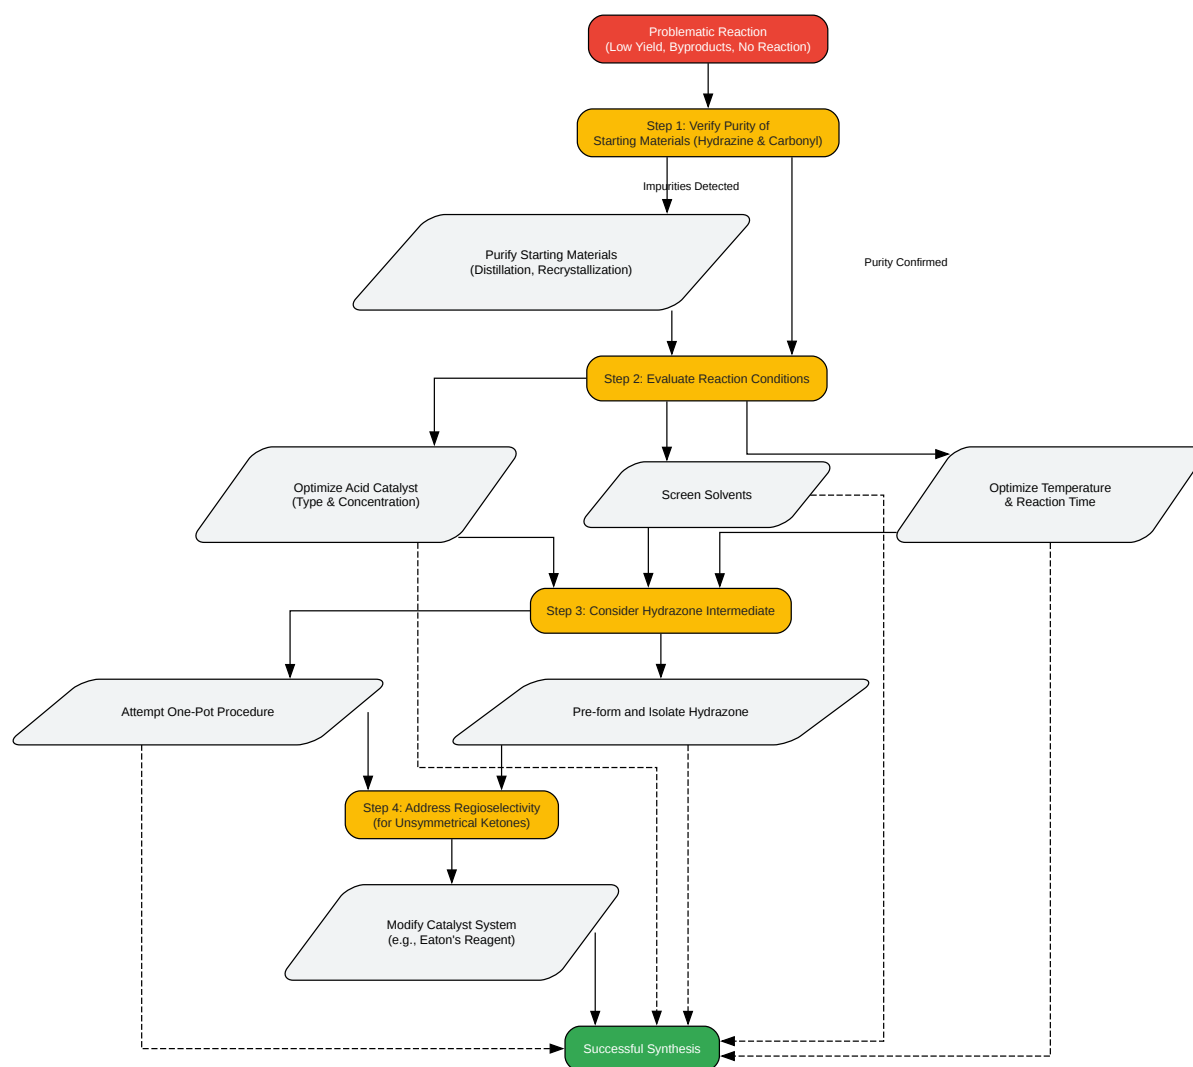 Problematic Reaction
(Low Yield, Byproducts, No Reaction)
Step 1: Verify Purity of
Starting Materials (Hydrazine & Carbonyl)
Impurities Detected
Purify Starting Materials
(Distillation, Recrystallization)
Purity Confirmed
Step 2: Evaluate Reaction Conditions
Optimize Acid Catalyst
(Type & Concentration)
Screen Solvents
Optimize Temperature
& Reaction Time
Step 3: Consider Hydrazone Intermediate
Attempt One-Pot Procedure
Pre-form and Isolate Hydrazone
Step 4: Address Regioselectivity
(for Unsymmetrical Ketones)
Modify Catalyst System
(e.g., Eaton's Reagent)
Successful Synthesis